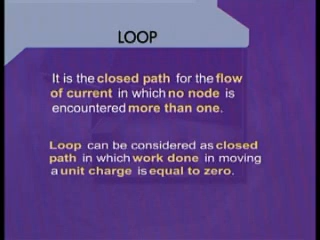 LOOP
It is the closed path for the flow
of current in which no node is
encountered more than one.
Loop can be considered as closed
path in which work done in moving
a unit charge is equal to zero.